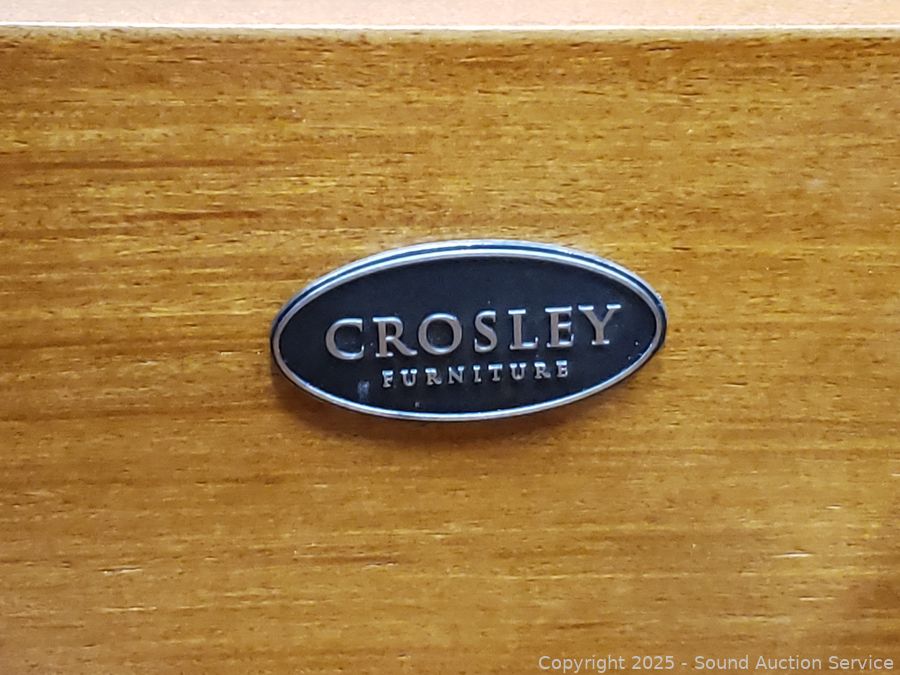 CROSLEY
FURNITURE
Copyright 2025 - Sound Auction Service